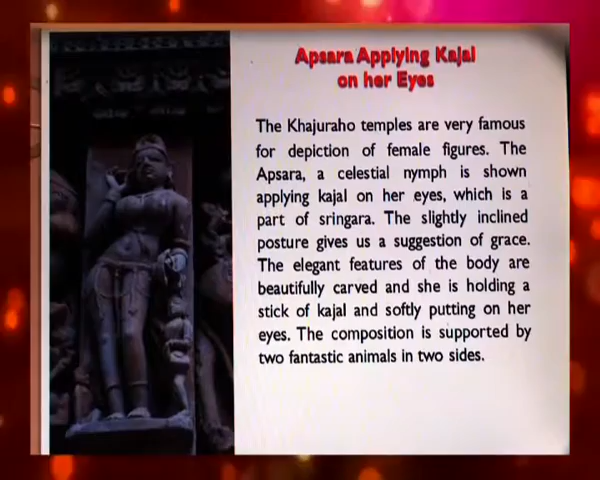 Apsara Applying Kajal
on her Eyes
The Khajuraho temples are very famous
for depiction of female figures. The
Apsara, a celestial nymph is shown
applying kajal on her eyes, which is a
part of sringara. The slightly inclined
posture gives us a suggestion of grace.
The elegant features of the body are
beautifully carved and she is holding a
stick of kajal and softly putting on her
eyes. The composition is supported by
two fantastic animals in two sides.